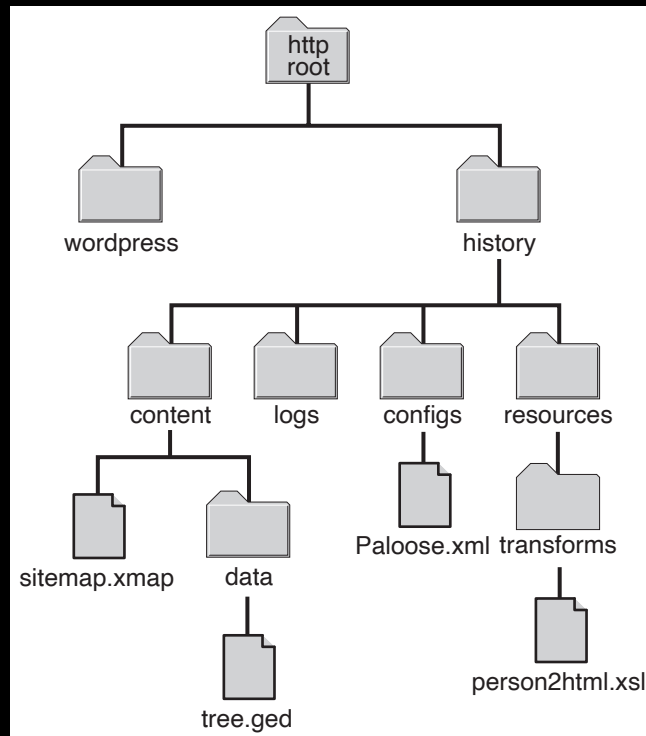 http
root
wordpress
history
content
logs
configs
resources
sitemap.xmap
data
Paloose.xml
transforms
tree.ged
person2html.xsl